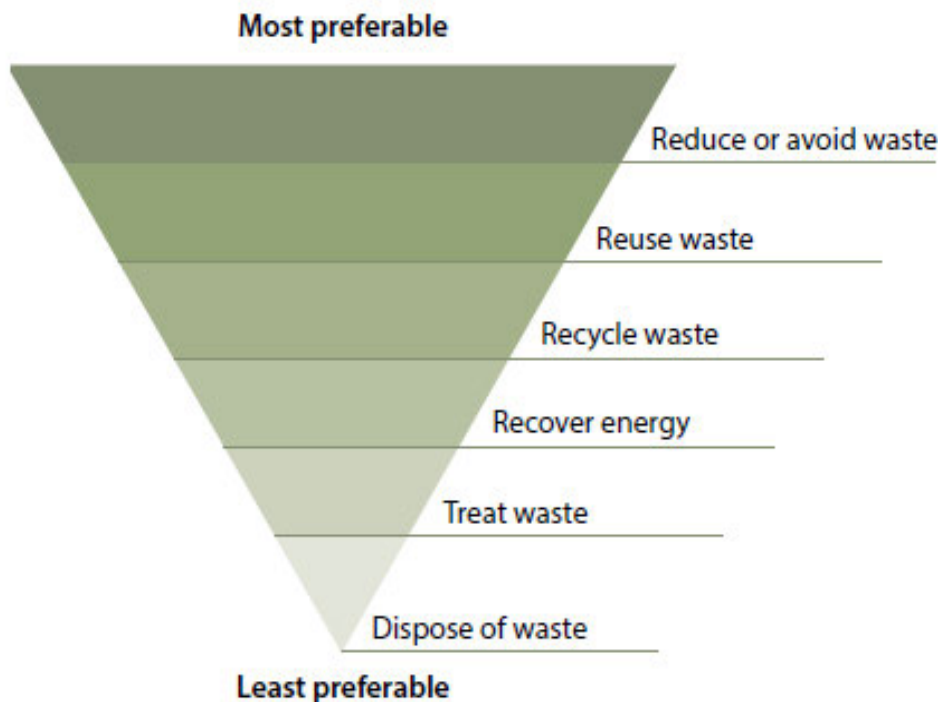 Most preferable
Reduce or avoid waste
Reuse waste
Recycle waste
Recover energy
Treat waste
Dispose of waste
Least preferable